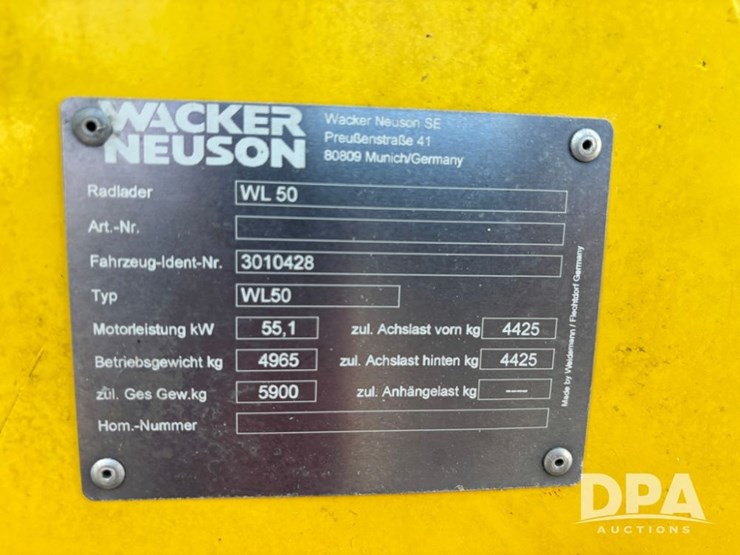 WACKER
NEUSON
Wacker Neuson SE
Preußenstraße 41
80809 Munich/Germany
Radlader WL 50
Art.-Nr.
Fahrzeug-Ident-Nr. 3010428
Typ WL50
Motorleistung kW 55,1 zul. Achslast vorn kg 4425
Betriebsgewicht kg 4965 zul. Achslast hinten kg 4425
zul. Ges Gew.kg 5900 zul. Anhängelast kg ---
Hom.-Nummer
Made by Weidemann / Flechtdorf Germany
DPA
AUCTIONS